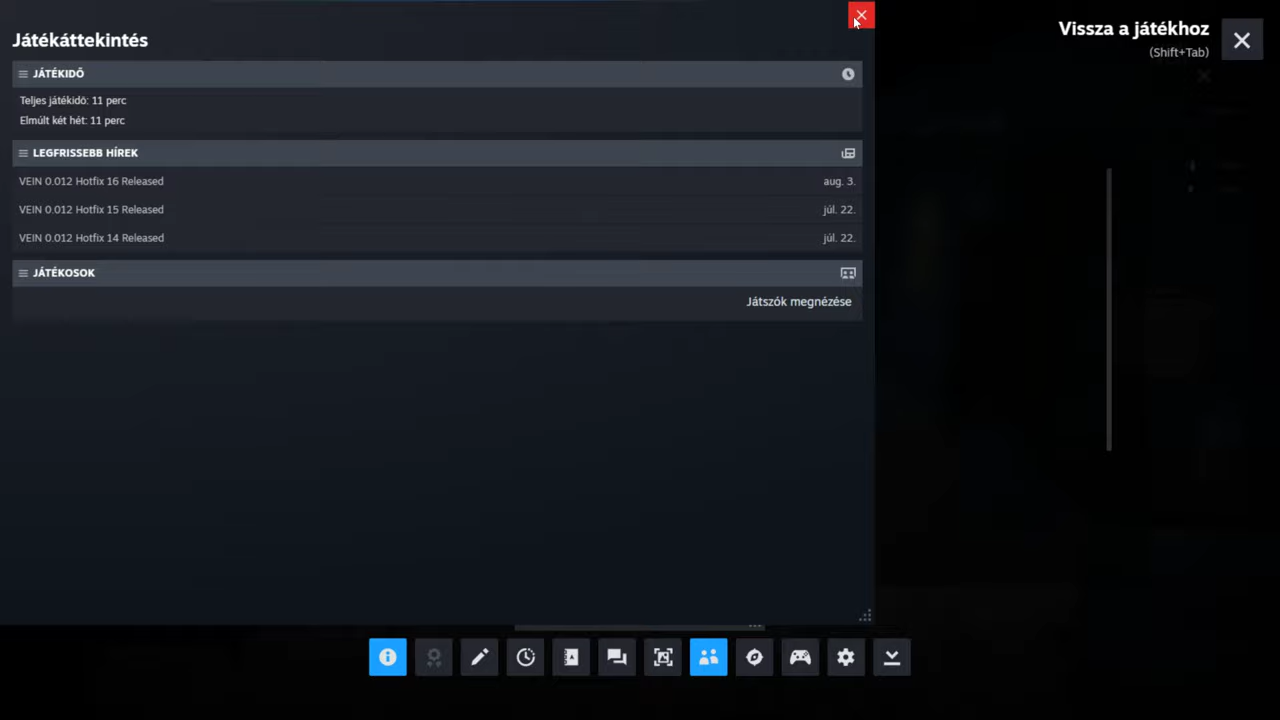 Játékáttekintés
Vissza a játékhoz
(Shift+Tab)
JÁTÉKIDŐ
Teljes játékidő: 11 perc
Elmúlt két hét: 11 perc
LEGFRISSEBB HÍREK
VEIN 0.012 Hotfix 16 Released aug. 3.
VEIN 0.012 Hotfix 15 Released júl. 22.
VEIN 0.012 Hotfix 14 Released júl. 22.
JÁTÉKOSOK
Játszók megnézése